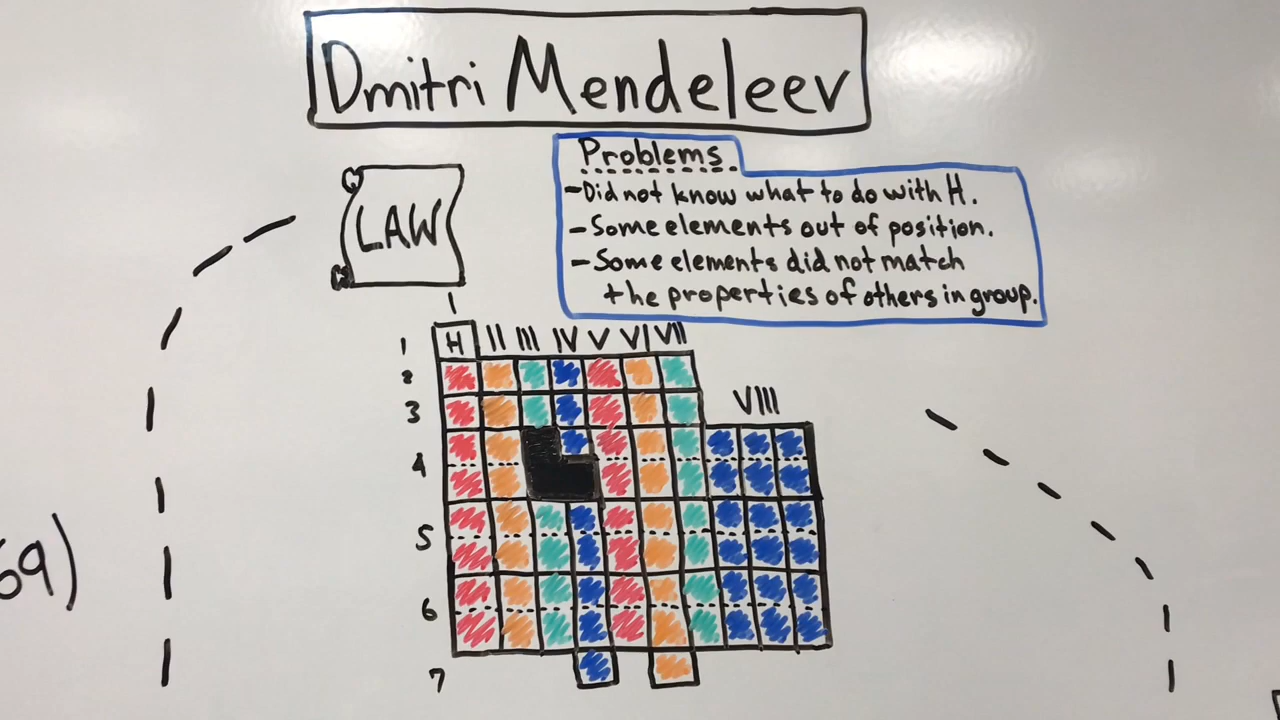 Dmitri Mendeleev
Problems
-Did not know what to do with H.
-Some elements out of position.
-Some elements did not match
the properties of others in group.
LAW
I
1 H II III IV V VI VII
2
3 VIII
4
5
6
7
69)